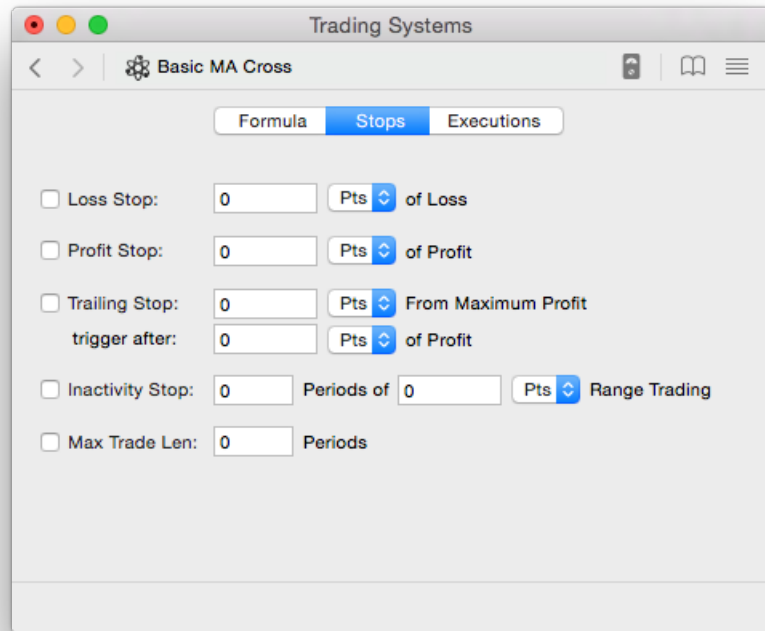 Trading Systems
Basic MA Cross
Formula Stops Executions
Loss Stop: 0 Pts of Loss
Profit Stop: 0 Pts of Profit
Trailing Stop: 0 Pts From Maximum Profit
trigger after: 0 Pts of Profit
Inactivity Stop: 0 Periods of 0 Pts Range Trading
Max Trade Len: 0 Periods